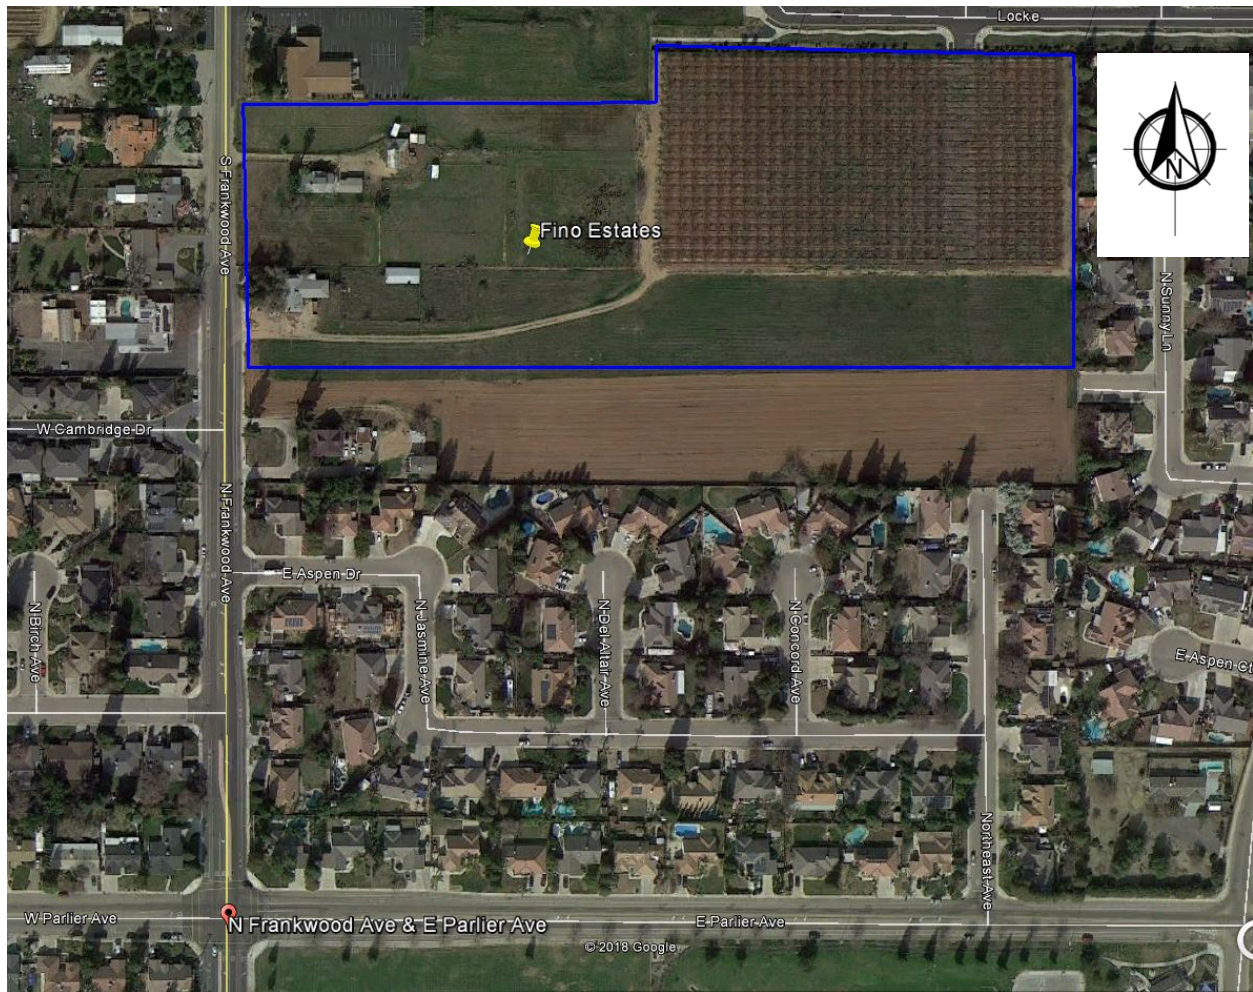 Locke
S Frankwood Ave
N
Fino Estates
N Sunny Ln
W Cambridge Dr
N Frankwood Ave
E Aspen Dr
N Birch Ave
N Jasmine Ave
N Del Altair Ave
N Concord Ave
E Aspen Ct
Northeast Ave
W Parlier Ave
N Frankwood Ave & E Parlier Ave
E Parlier Ave
© 2018 Google